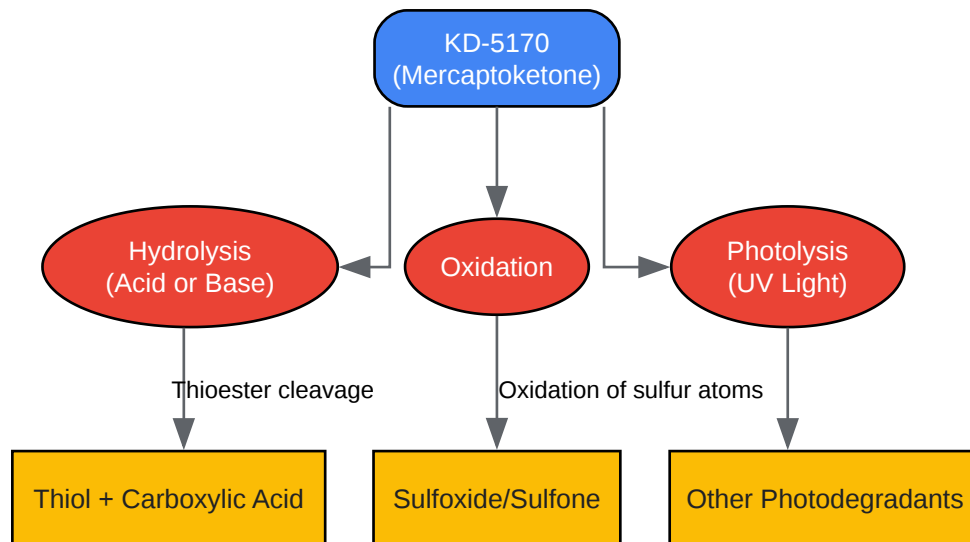 KD-5170
(Mercaptoketone)
Hydrolysis
(Acid or Base)
Oxidation
Photolysis
(UV Light)
Thioester cleavage
Oxidation of sulfur atoms
Thiol + Carboxylic Acid
Sulfoxide/Sulfone
Other Photodegradants